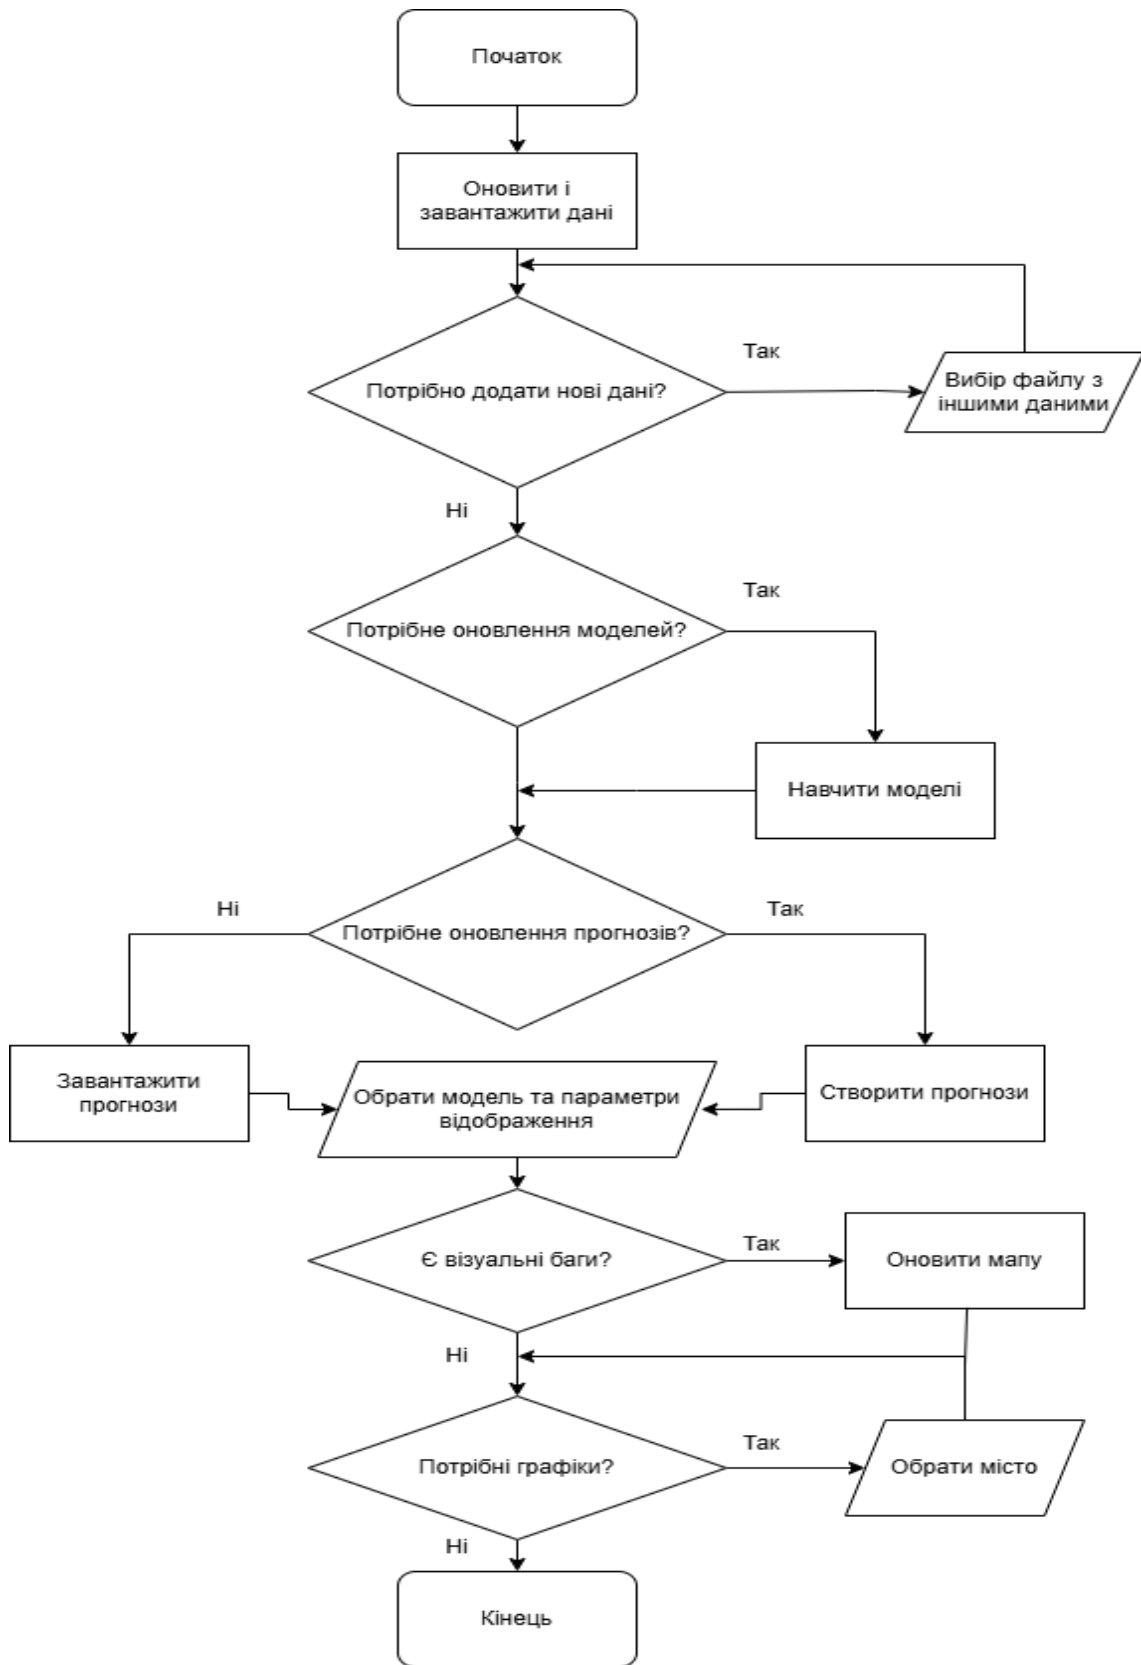 Початок
Оновити і
завантажити дані
Потрібно додати нові дані?
Так
Вибір файлу з
іншими даними
Ні
Потрібне оновлення моделей?
Так
Навчити моделі
Ні
Потрібне оновлення прогнозів?
Так
Завантажити
прогнози
Обрати модель та параметри
відображення
Створити прогнози
Є візуальні баги?
Так
Оновити мапу
Ні
Потрібні графіки?
Так
Обрати місто
Ні
Кінець